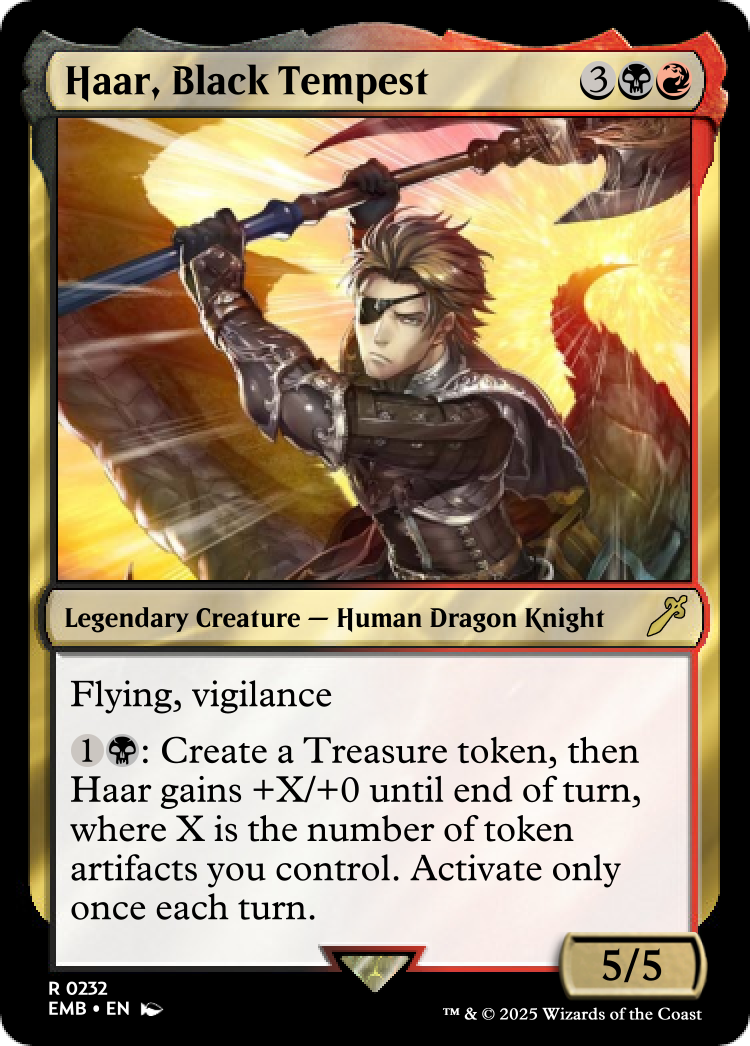 Haar, Black Tempest
3
Legendary Creature — Human Dragon Knight
Flying, vigilance
1: Create a Treasure token, then
Haar gains +X/+0 until end of turn,
where X is the number of token
artifacts you control. Activate only
once each turn.
5/5
R 0232
EMB • EN
™ & © 2025 Wizards of the Coast